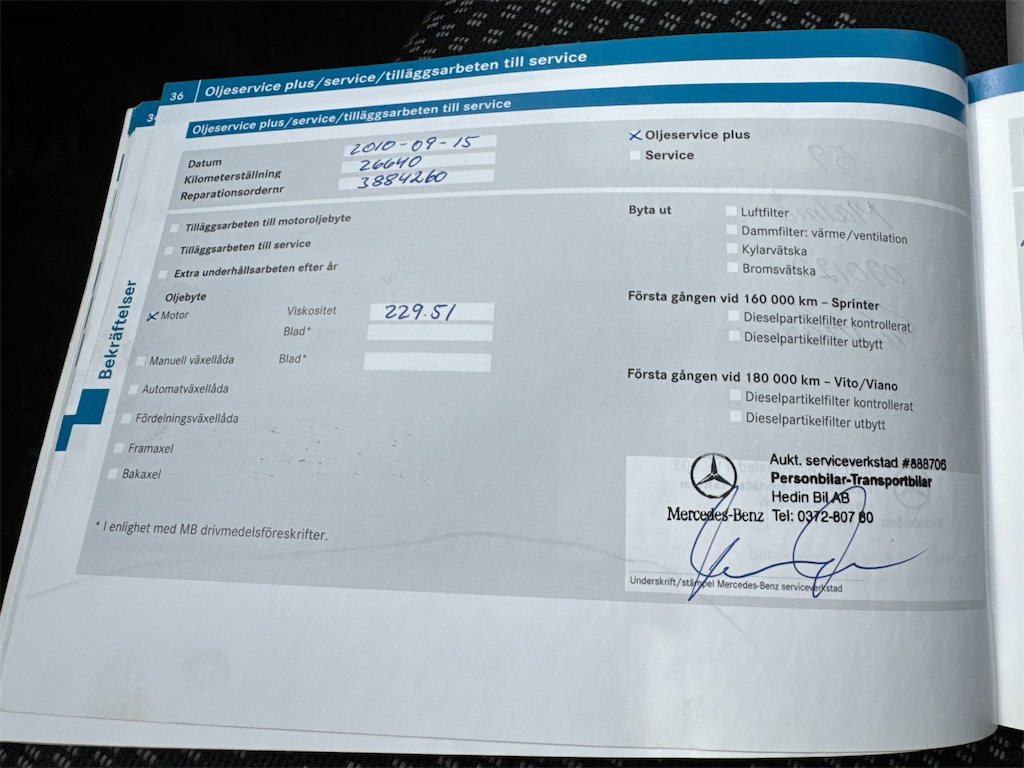 36 Oljeservice plus/service/tilläggsarbeten till service
Oljeservice plus/service/tilläggsarbeten till service
Datum 2010-09-15
Kilometerställning 26640
Reparationsordernr 3884260
Oljeservice plus
Service
Tilläggsarbeten till motoroljebyte
Tilläggsarbeten till service
Extra underhållsarbeten efter år
Oljebyte
Motor Viskositet 229.51
Blad*
Manuell växellåda Blad*
Automatväxellåda
Fördelningsväxellåda
Framaxel
Bakaxel
* I enlighet med MB drivmedelsföreskrifter.
Byta ut Luftfilter
Dammfilter: värme/ventilation
Kylarvätska
Bromsvätska
Första gången vid 160 000 km – Sprinter
Dieselpartikelfilter kontrollerat
Dieselpartikelfilter utbytt
Första gången vid 180 000 km – Vito/Viano
Dieselpartikelfilter kontrollerat
Dieselpartikelfilter utbytt
Aukt. serviceverkstad #888706
Personbilar-Transportbilar
Hedin Bil AB
Mercedes-Benz Tel: 0372-807 80
Underskrift/stämpel Mercedes-Benz serviceverkstad
Bekräftelser